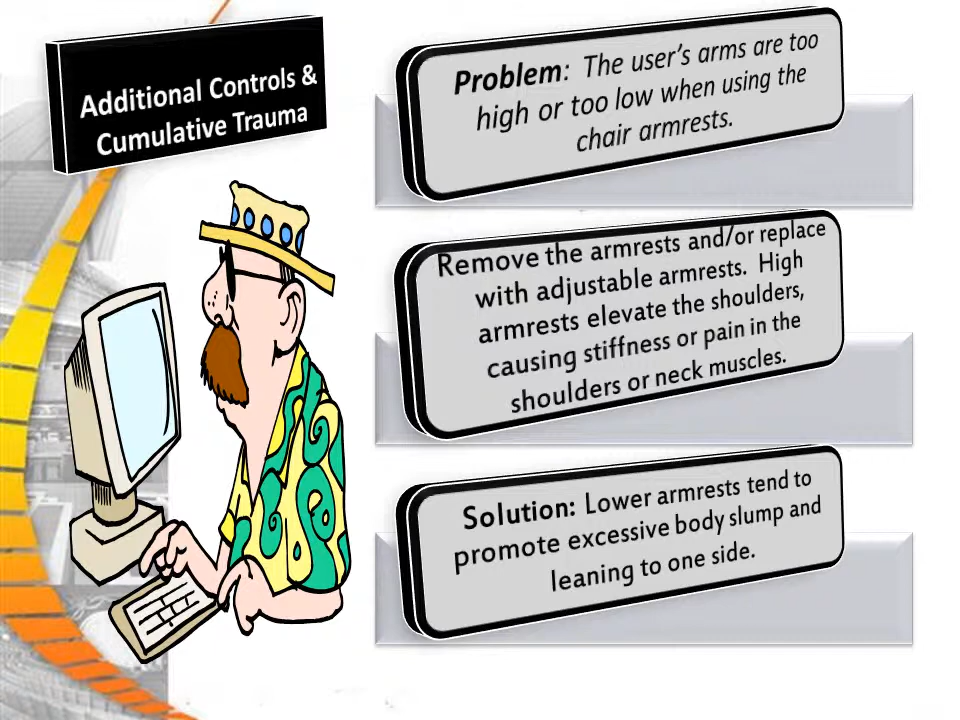 Additional Controls &
Cumulative Trauma
Problem: The user's arms are too
high or too low when using the
chair armrests.
Remove the armrests and/or replace
with adjustable armrests. High
armrests elevate the shoulders,
causing stiffness or pain in the
shoulders or neck muscles.
Solution: Lower armrests tend to
promote excessive body slump and
leaning to one side.